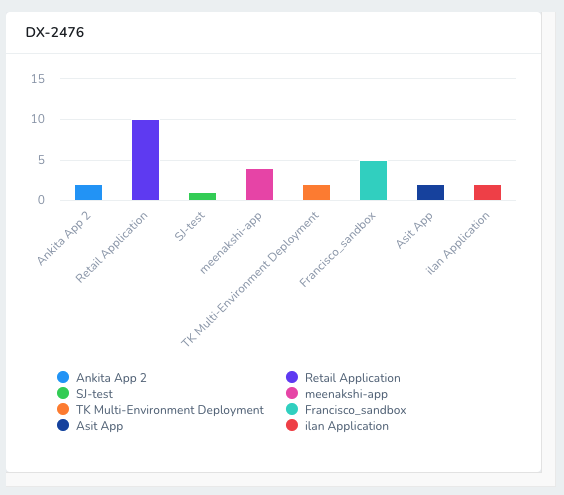 DX-2476
15
10
5
0
Ankita App 2
Retail Application
SJ-test
meenakshi-app
TK Multi-Environment Deployment
Francisco_sandbox
Asit App
ilan Application
Ankita App 2
Retail Application
SJ-test
meenakshi-app
TK Multi-Environment Deployment
Francisco_sandbox
Asit App
ilan Application